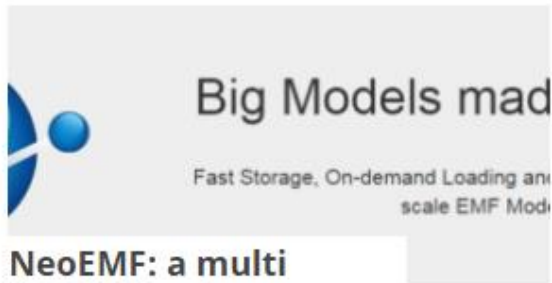 Big Models mad
Fast Storage, On-demand Loading an
scale EMF Mod
NeoEMF: a multi